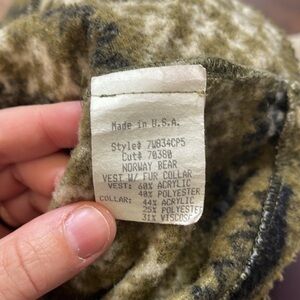 Made in U.S.A.
Style# 7W834CP5
Cut# 70380
NORWAY BEAR
VEST W/ FUR COLLAR
VEST: 60% ACRYLIC
40% POLYESTER
COLLAR: 44% ACRYLIC
25% POLYESTER
31% VISCOSE